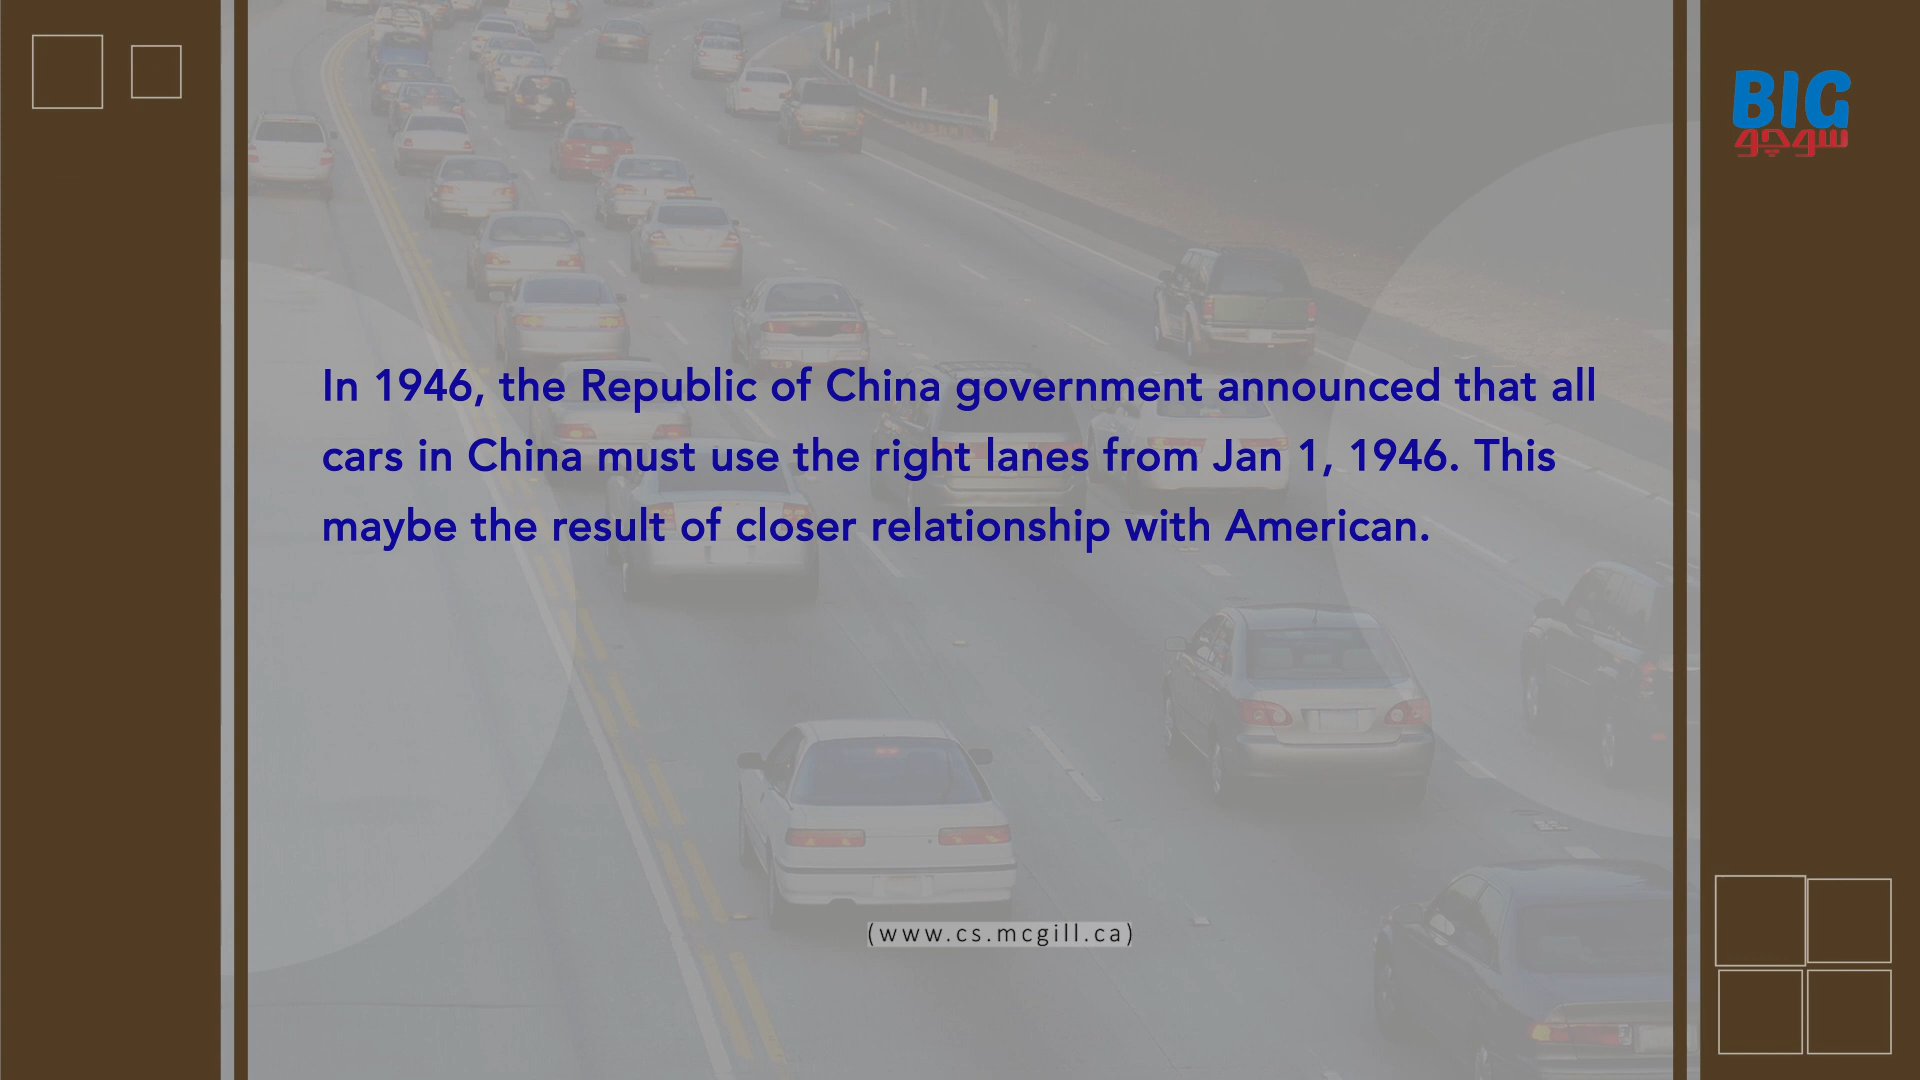 BIG
سوچو
In 1946, the Republic of China government announced that all
cars in China must use the right lanes from Jan 1, 1946. This
maybe the result of closer relationship with American.
(www.cs.mcgill.ca)